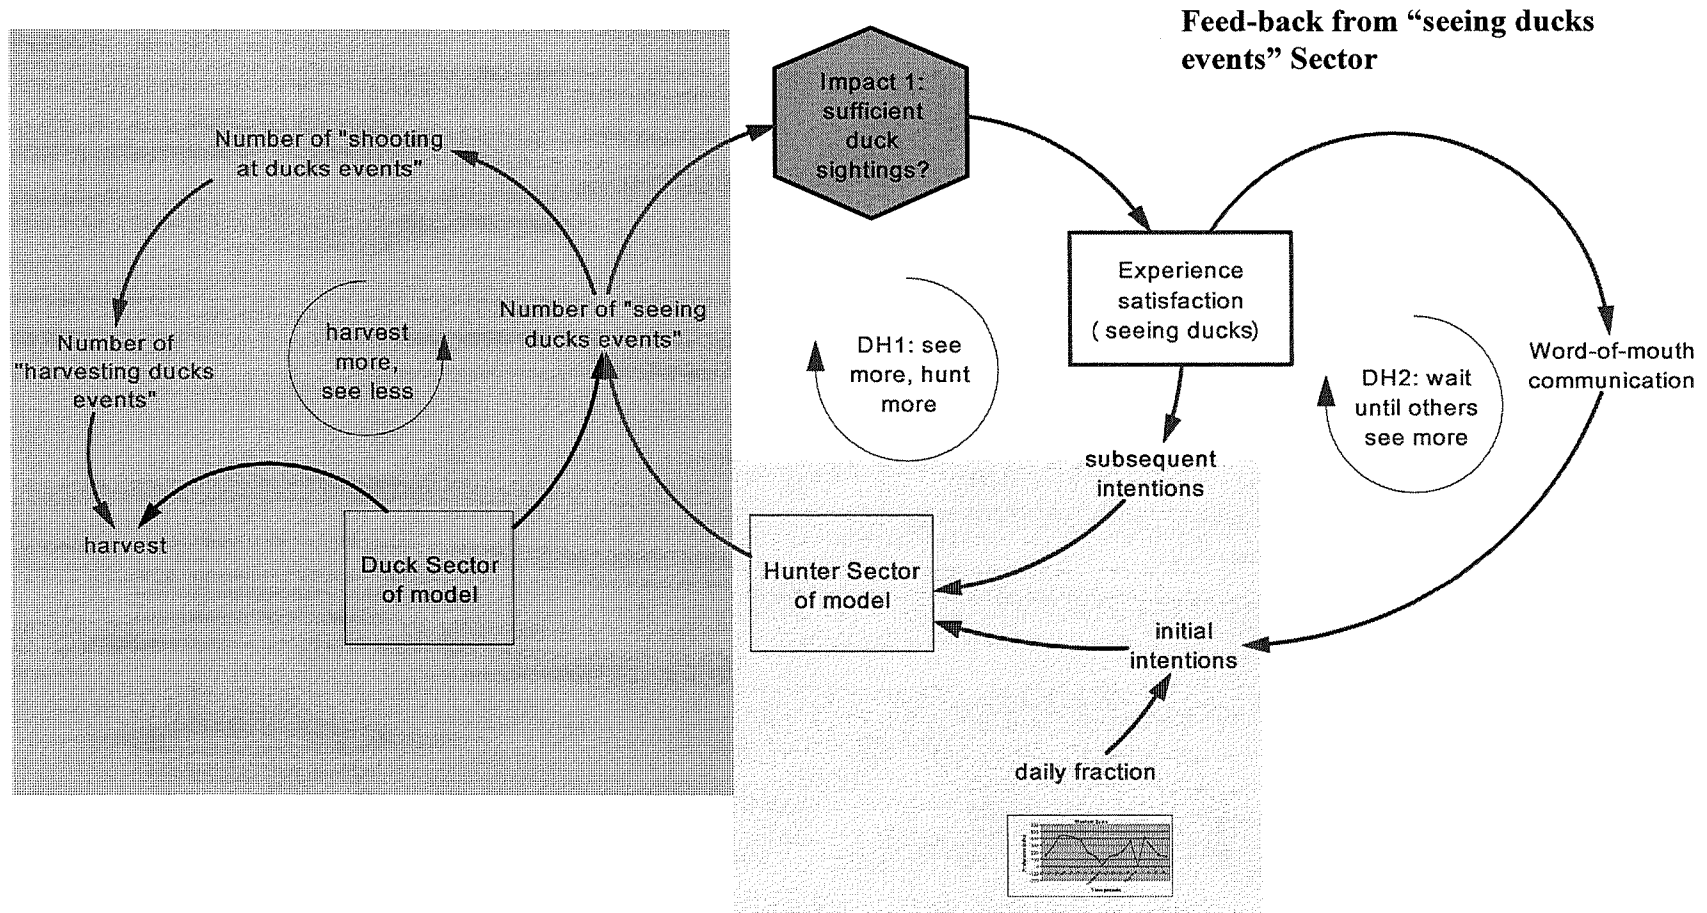 Feed-back from “seeing ducks
events” Sector
Impact 1:
sufficient
duck
sightings?
Number of "shooting
at ducks events"
Experience
satisfaction
( seeing ducks)
Number of "seeing
ducks events"
harvest
more,
see less
Number of
"harvesting ducks
events"
DH1: see
more, hunt
more
Word-of-mouth
communication
DH2: wait
until others
see more
subsequent
intentions
harvest
Duck Sector
of model
Hunter Sector
of model
initial
intentions
daily fraction